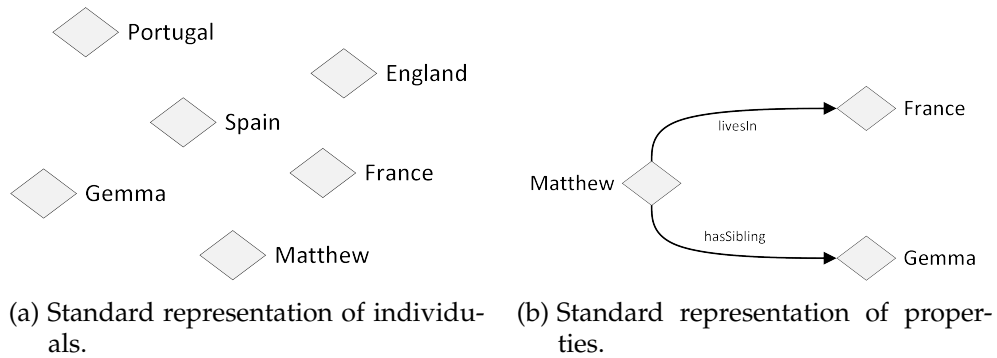 Portugal
England
Spain
France
Gemma
Matthew
(a) Standard representation of individu-
als.
France
livesIn
Matthew
hasSibling
Gemma
(b) Standard representation of proper-
ties.